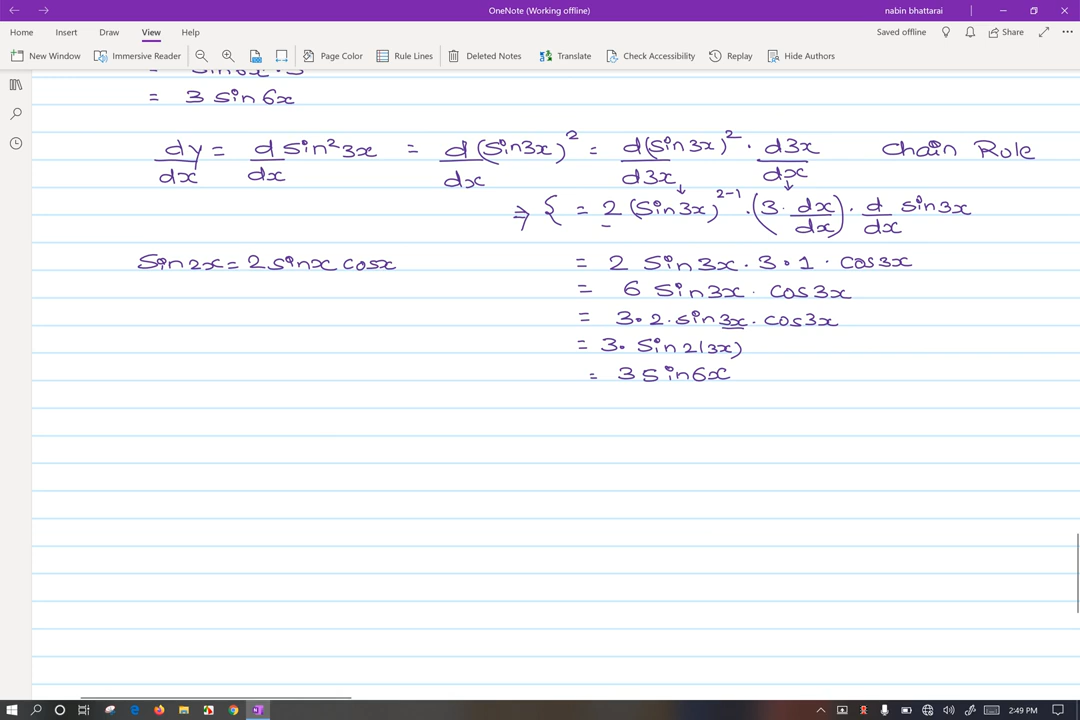 OneNote (Working offline)
nabin bhattarai
Home Insert Draw View Help
Saved offline
Share
New Window Immersive Reader Page Color Rule Lines Deleted Notes Translate Check Accessibility Replay Hide Authors
= 3 sin6x
dy/dx = d/dx sin²3x = d(sin3x)²/dx = d(sin3x)²/d3x · d3x/dx Chain Rule
⇒ { = 2 (sin3x)²⁻¹ · (3 · dx/dx) · d/dx sin3x
sin2x = 2 sinx cosx
= 2 sin3x · 3 · 1 · cos3x
= 6 sin3x · cos3x
= 3 · 2 · sin3x · cos3x
= 3 · sin2(3x)
= 3 sin6x
2:49 PM